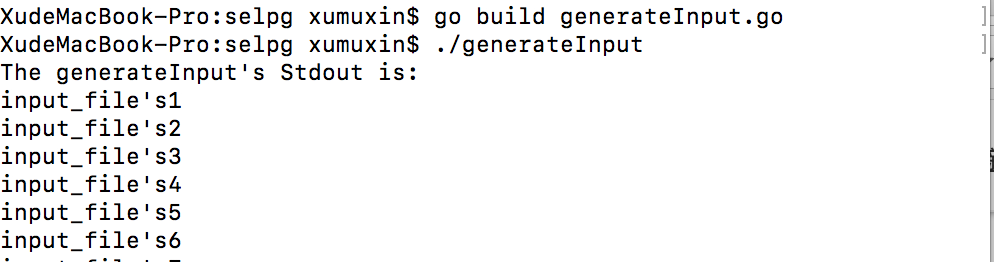 XudeMacBook-Pro:selpg xumuxin$ go build generateInput.go
XudeMacBook-Pro:selpg xumuxin$ ./generateInput
The generateInput's Stdout is:
input_file's1
input_file's2
input_file's3
input_file's4
input_file's5
input_file's6